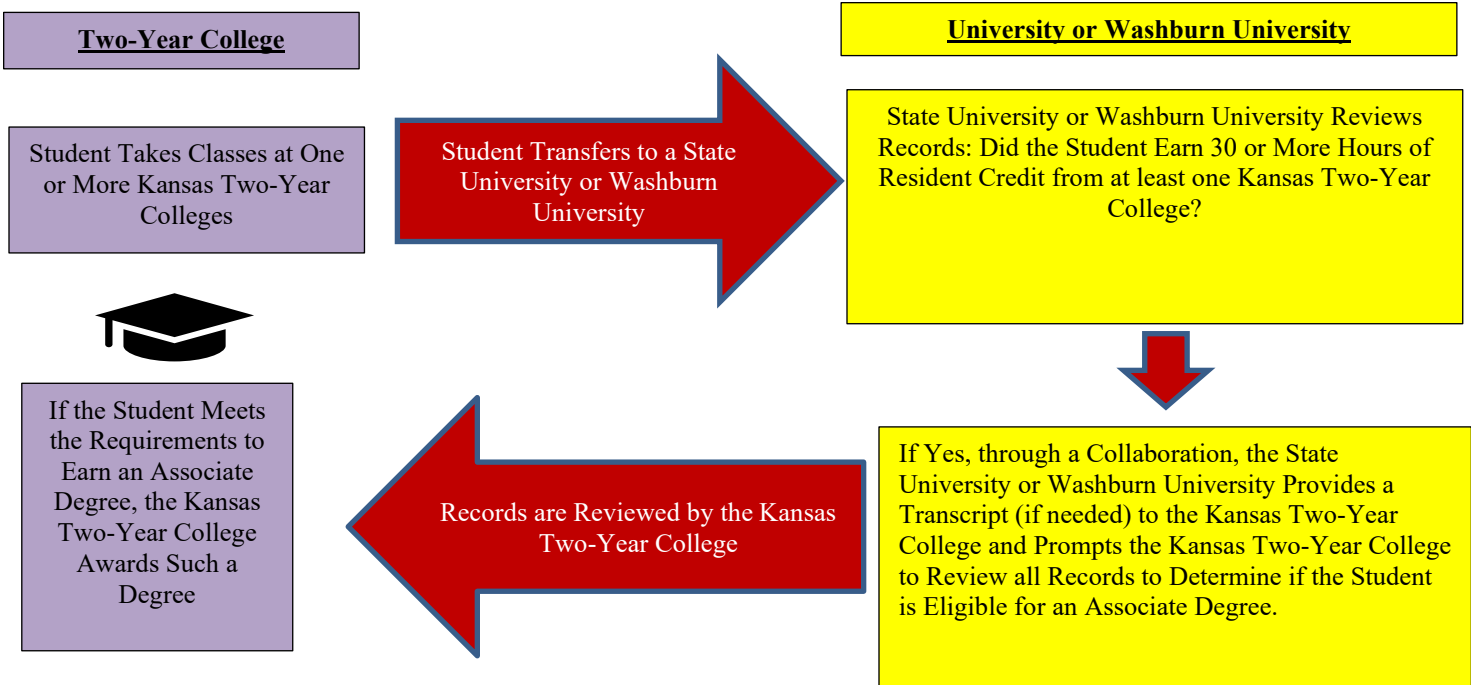 Two-Year College
University or Washburn University
Student Takes Classes at One
or More Kansas Two-Year
Colleges
Student Transfers to a State
University or Washburn
University
State University or Washburn University Reviews
Records: Did the Student Earn 30 or More Hours of
Resident Credit from at least one Kansas Two-Year
College?
If Yes, through a Collaboration, the State
University or Washburn University Provides a
Transcript (if needed) to the Kansas Two-Year
College and Prompts the Kansas Two-Year College
to Review all Records to Determine if the Student
is Eligible for an Associate Degree.
Records are Reviewed by the Kansas
Two-Year College
If the Student Meets
the Requirements to
Earn an Associate
Degree, the Kansas
Two-Year College
Awards Such a
Degree